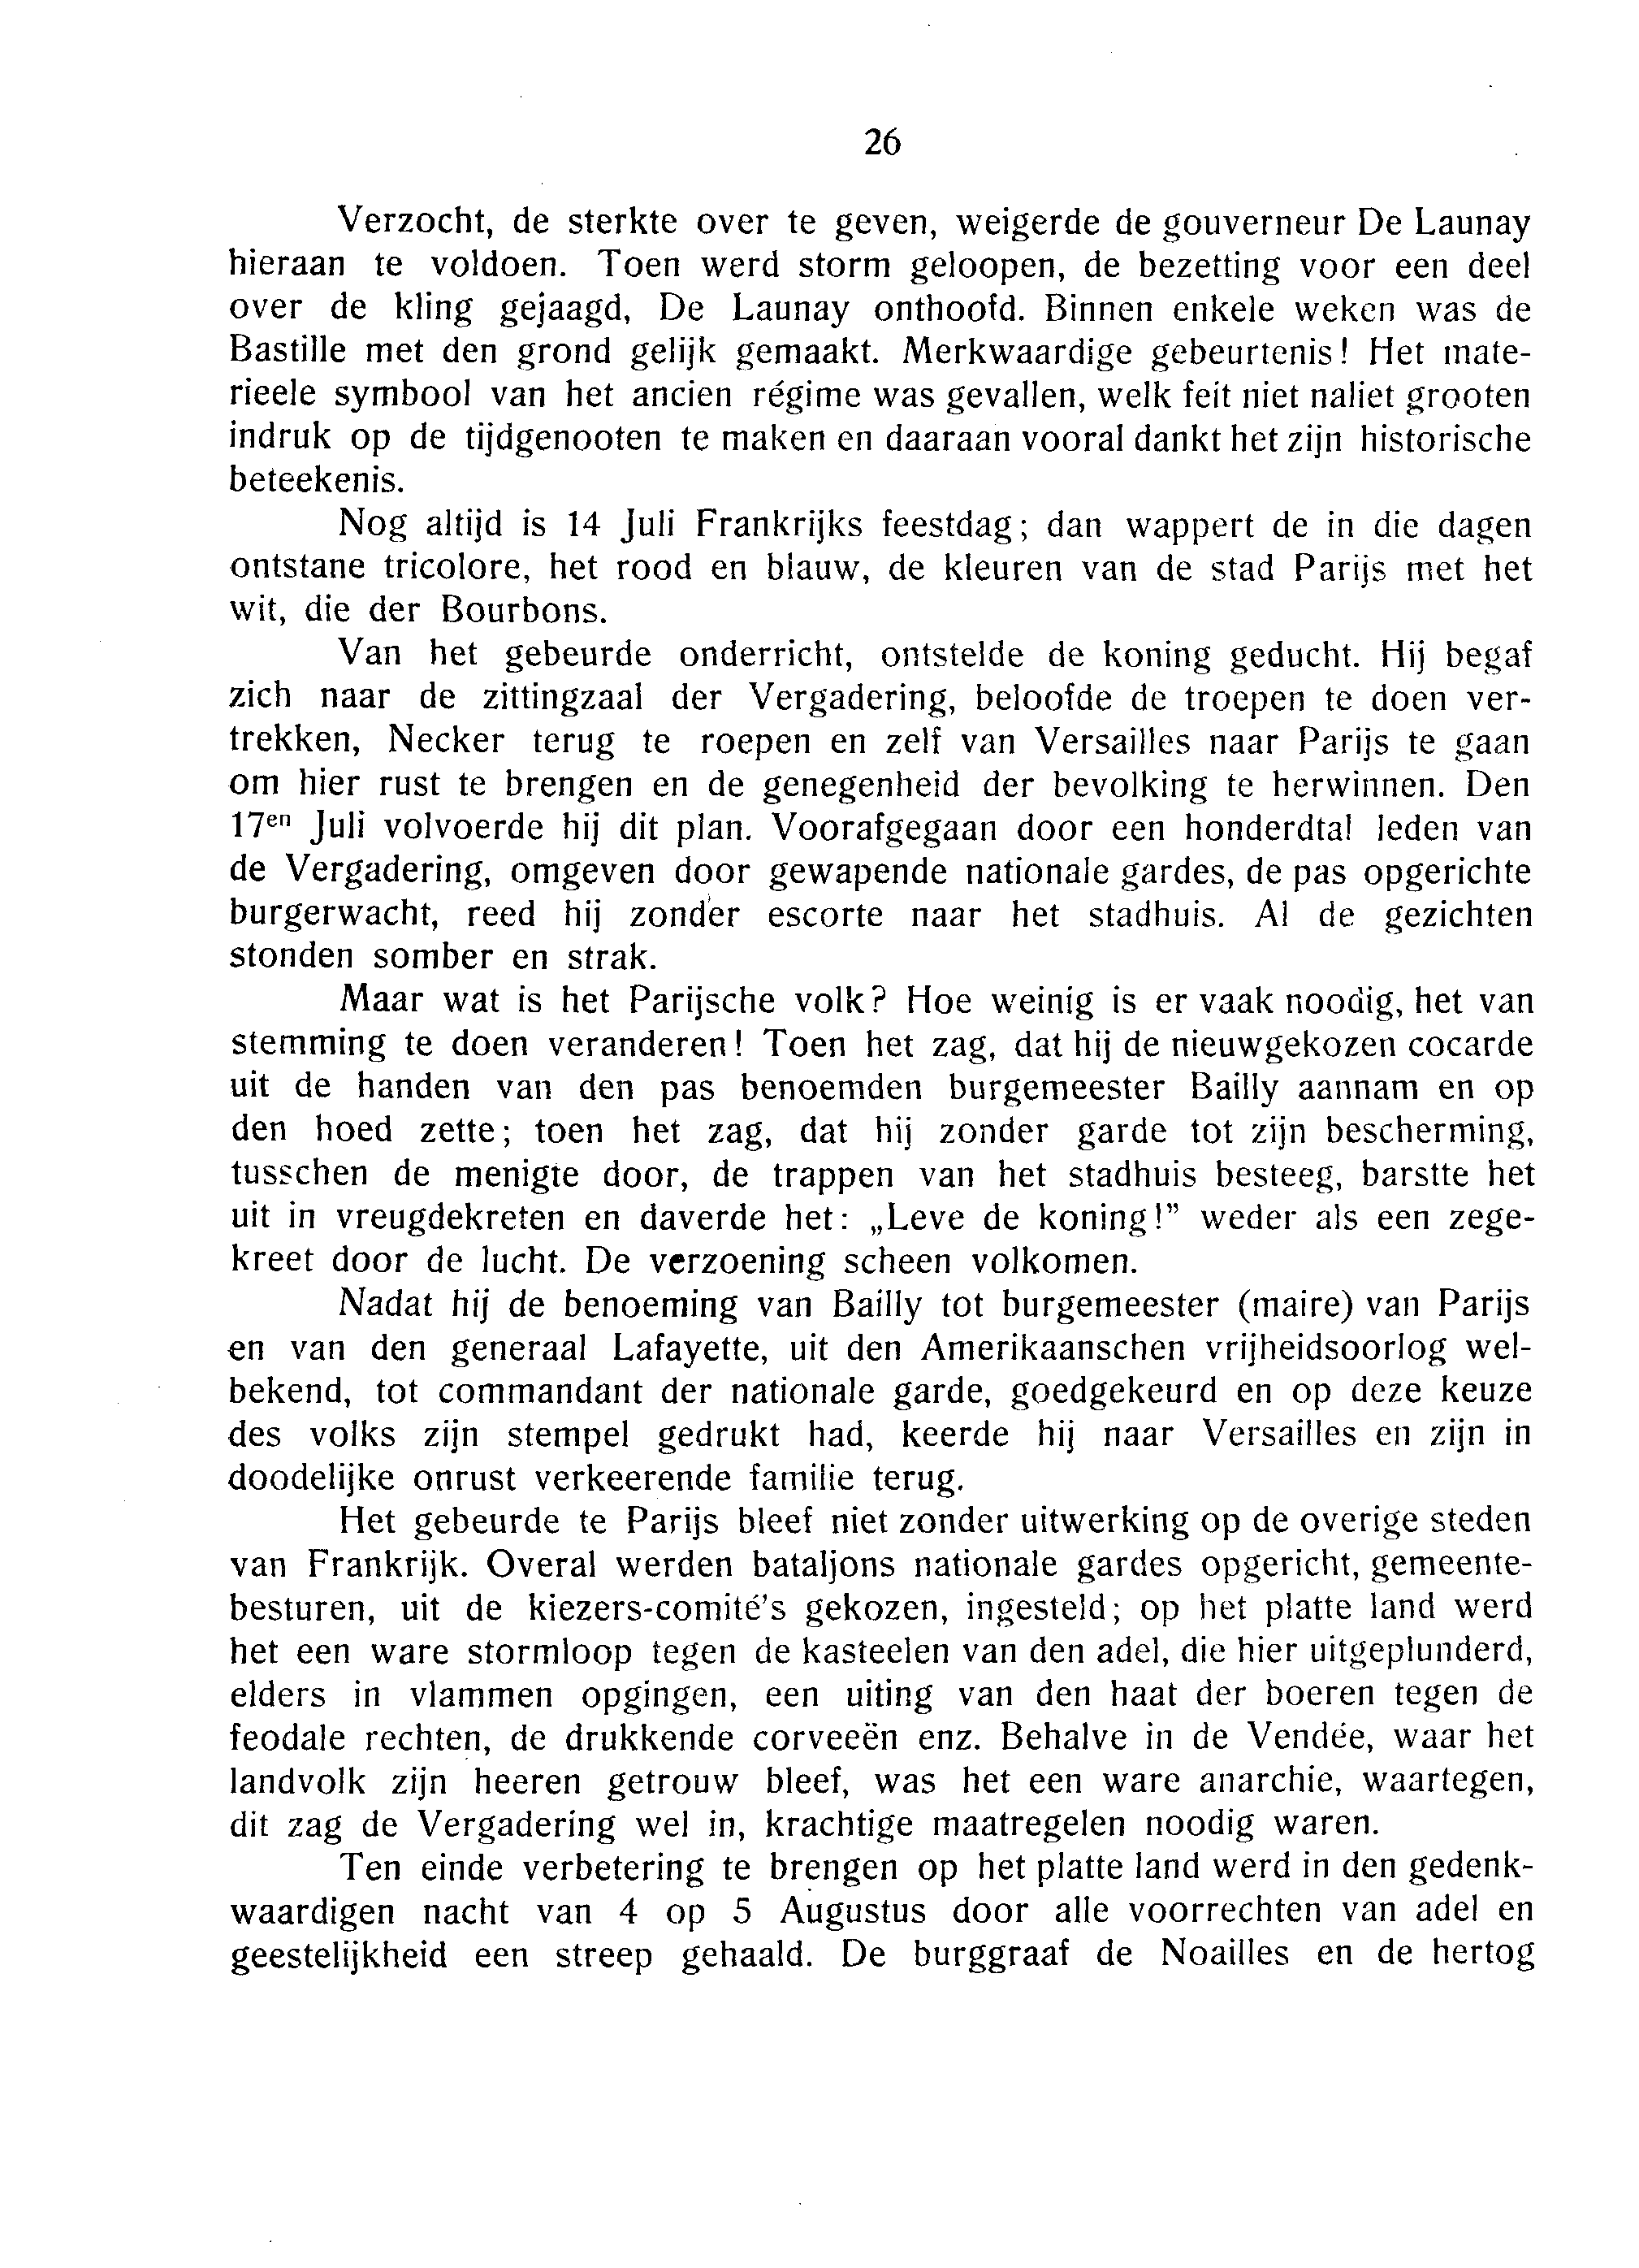 26
Verzocht, de sterkte over te geven, weigerde de gouverneur De Launay
hieraan te voldoen. Toen werd storm geloopen, de bezetting voor een deel
over de kling gejaagd, De Launay onthoofd. Binnen enkele weken was de
Bastille met den grond gelijk gemaakt. Merkwaardige gebeurtenis! Het mate-
rieele symbool van het ancien régime was gevallen, welk feit niet naliet grooten
indruk op de tijdgenooten te maken en daaraan vooral dankt het zijn historische
beteekenis.
Nog altijd is 14 Juli Frankrijks feestdag; dan wappert de in die dagen
ontstane tricolore, het rood en blauw, de kleuren van de stad Parijs met het
wit, die der Bourbons.
Van het gebeurde onderricht, ontstelde de koning geducht. Hij begaf
zich naar de zittingzaal der Vergadering, beloofde de troepen te doen ver-
trekken, Necker terug te roepen en zelf van Versailles naar Parijs te gaan
om hier rust te brengen en de genegenheid der bevolking te herwinnen. Den
17en Juli volvoerde hij dit plan. Voorafgegaan door een honderdtal leden van
de Vergadering, omgeven door gewapende nationale gardes, de pas opgerichte
burgerwacht, reed hij zonder escorte naar het stadhuis. Al de gezichten
stonden somber en strak.
Maar wat is het Parijsche volk? Hoe weinig is er vaak noodig, het van
stemming te doen veranderen! Toen het zag, dat hij de nieuwgekozen cocarde
uit de handen van den pas benoemden burgemeester Bailly aannam en op
den hoed zette; toen het zag, dat hij zonder garde tot zijn bescherming,
tusschen de menigte door, de trappen van het stadhuis besteeg, barstte het
uit in vreugdekreten en daverde het: „Leve de koning!” weder als een zege-
kreet door de lucht. De verzoening scheen volkomen.
Nadat hij de benoeming van Bailly tot burgemeester (maire) van Parijs
en van den generaal Lafayette, uit den Amerikaanschen vrijheidsoorlog wel-
bekend, tot commandant der nationale garde, goedgekeurd en op deze keuze
des volks zijn stempel gedrukt had, keerde hij naar Versailles en zijn in
doodelijke onrust verkeerende familie terug.
Het gebeurde te Parijs bleef niet zonder uitwerking op de overige steden
van Frankrijk. Overal werden bataljons nationale gardes opgericht, gemeente-
besturen, uit de kiezers-comité’s gekozen, ingesteld; op het platte land werd
het een ware stormloop tegen de kasteelen van den adel, die hier uitgeplunderd,
elders in vlammen opgingen, een uiting van den haat der boeren tegen de
feodale rechten, de drukkende corveeën enz. Behalve in de Vendée, waar het
landvolk zijn heeren getrouw bleef, was het een ware anarchie, waartegen,
dit zag de Vergadering wel in, krachtige maatregelen noodig waren.
Ten einde verbetering te brengen op het platte land werd in den gedenk-
waardigen nacht van 4 op 5 Augustus door alle voorrechten van adel en
geestelijkheid een streep gehaald. De burggraaf de Noailles en de hertog